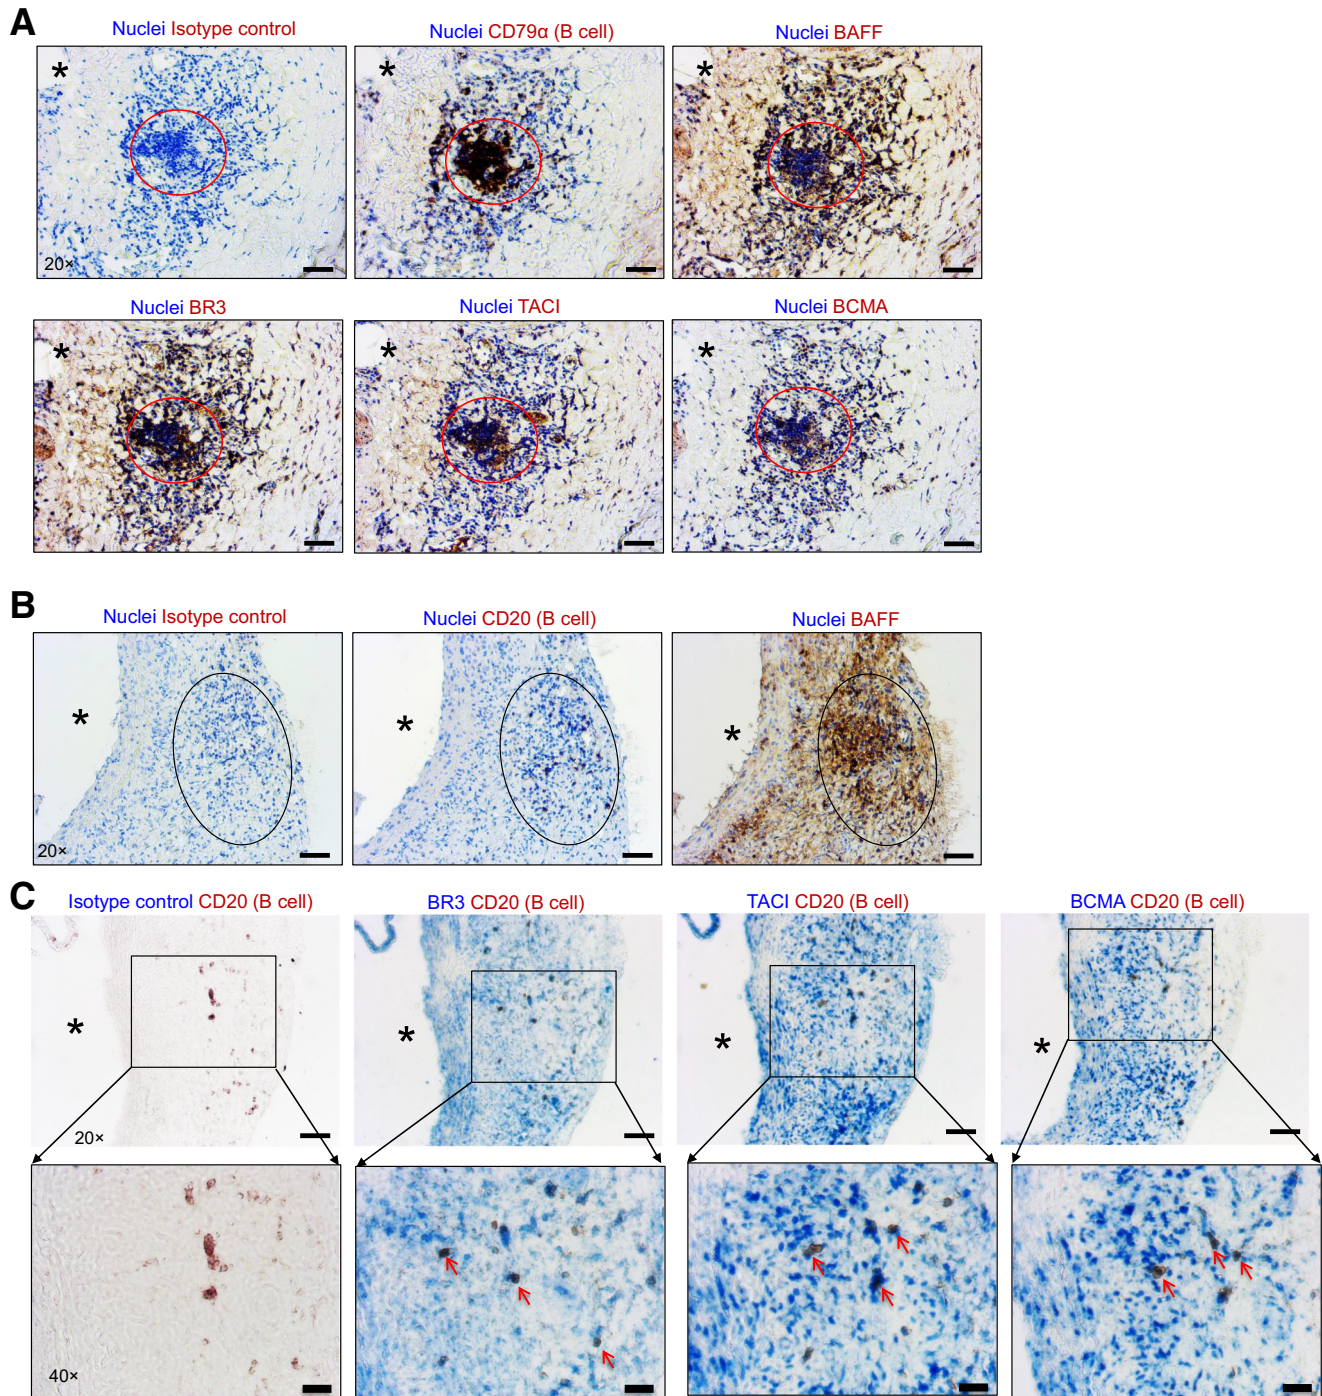 A
Nuclei Isotype control
Nuclei CD79α (B cell)
Nuclei BAFF
*
*
*
20×
Nuclei BR3
Nuclei TACI
Nuclei BCMA
*
*
*
B
Nuclei Isotype control
Nuclei CD20 (B cell)
Nuclei BAFF
*
*
*
20×
C
Isotype control CD20 (B cell)
BR3 CD20 (B cell)
TACI CD20 (B cell)
BCMA CD20 (B cell)
*
*
*
*
20×
40×